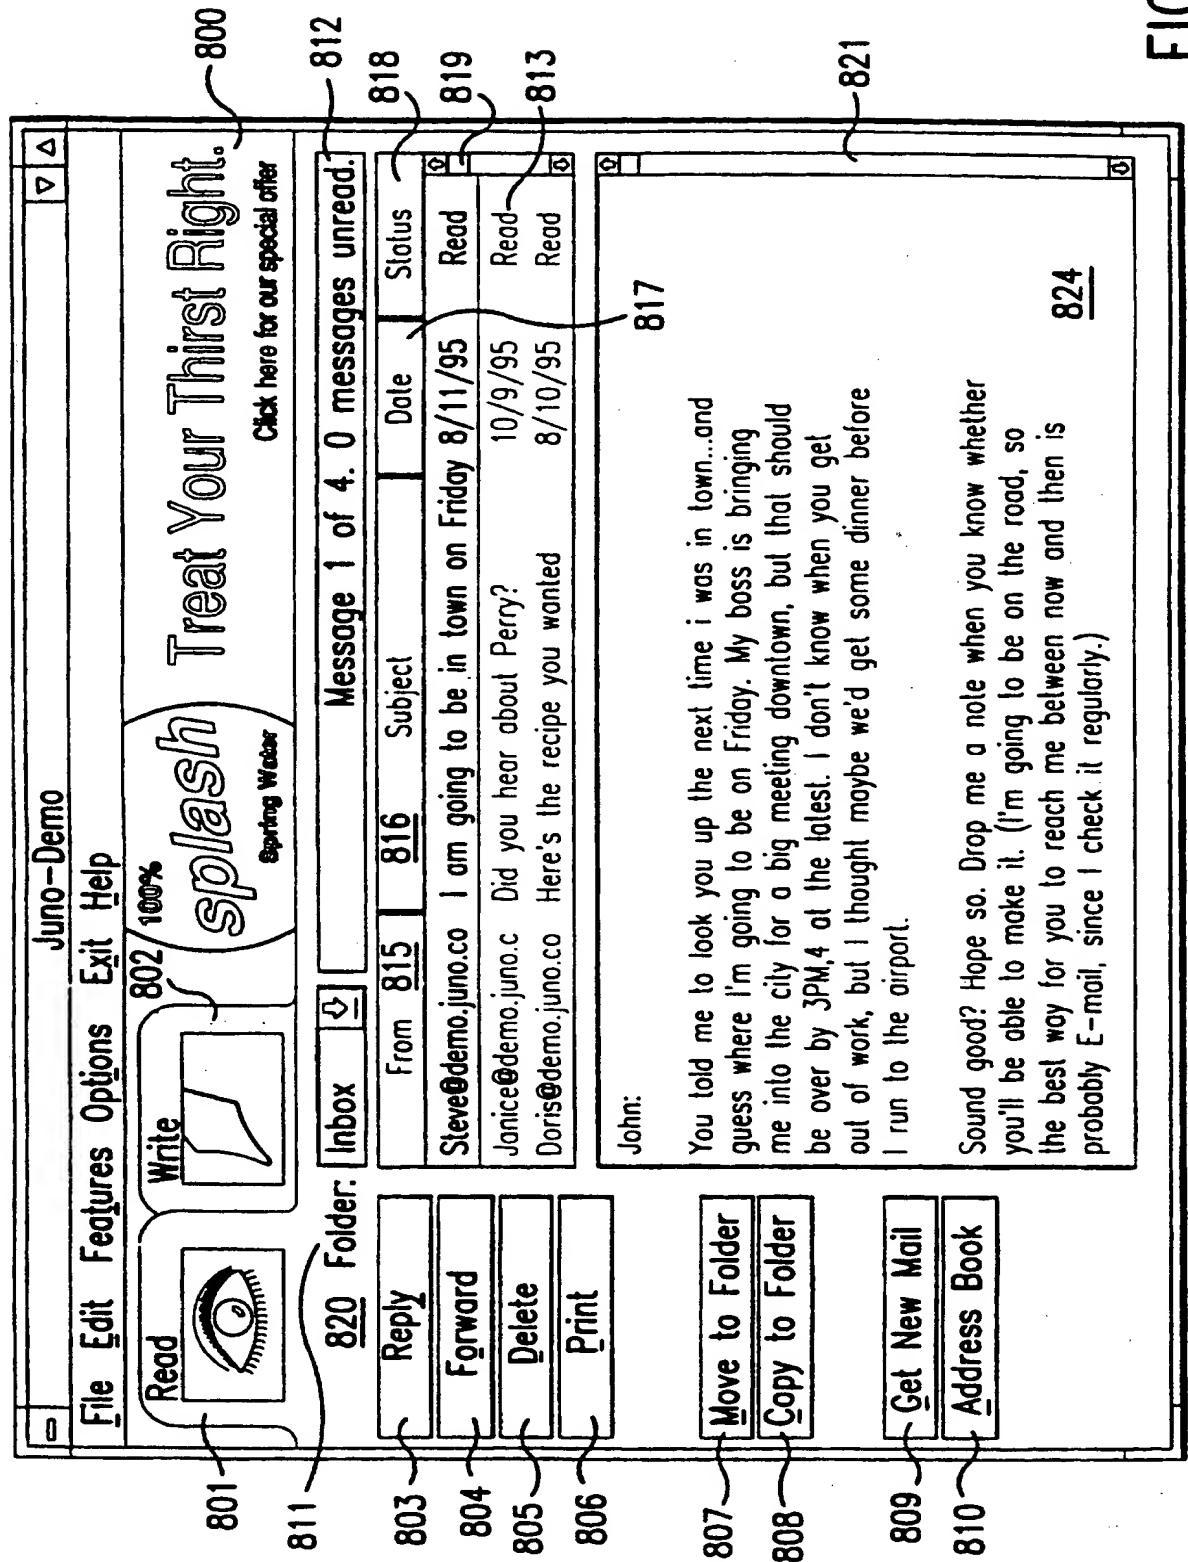 Juno-Demo
File Edit Features Options Exit Help
Read
Write
802
100%
splash
Spring Water
Treat Your Thirst Right.
Click here for our special offer
800
801
811
820 Folder: Inbox
Message 1 of 4. 0 messages unread.
812
From 815
816 Subject
Date
Status
818
Steve@demo.juno.co I am going to be in town on Friday 8/11/95 Read
819
Janice@demo.juno.c Did you hear about Perry? 10/9/95 Read
813
Doris@demo.juno.co Here's the recipe you wanted 8/10/95 Read
817
803 Reply
804 Forward
805 Delete
806 Print
807 Move to Folder
808 Copy to Folder
809 Get New Mail
810 Address Book
821
John:
You told me to look you up the next time i was in town...and
guess where I'm going to be on Friday. My boss is bringing
me into the city for a big meeting downtown, but that should
be over by 3PM,4 at the latest. I don't know when you get
out of work, but I thought maybe we'd get some dinner before
I run to the airport.
Sound good? Hope so. Drop me a note when you know whether
you'll be able to make it. (I'm going to be on the road, so
the best way for you to reach me between now and then is
probably E-mail, since I check it regularly.)
824